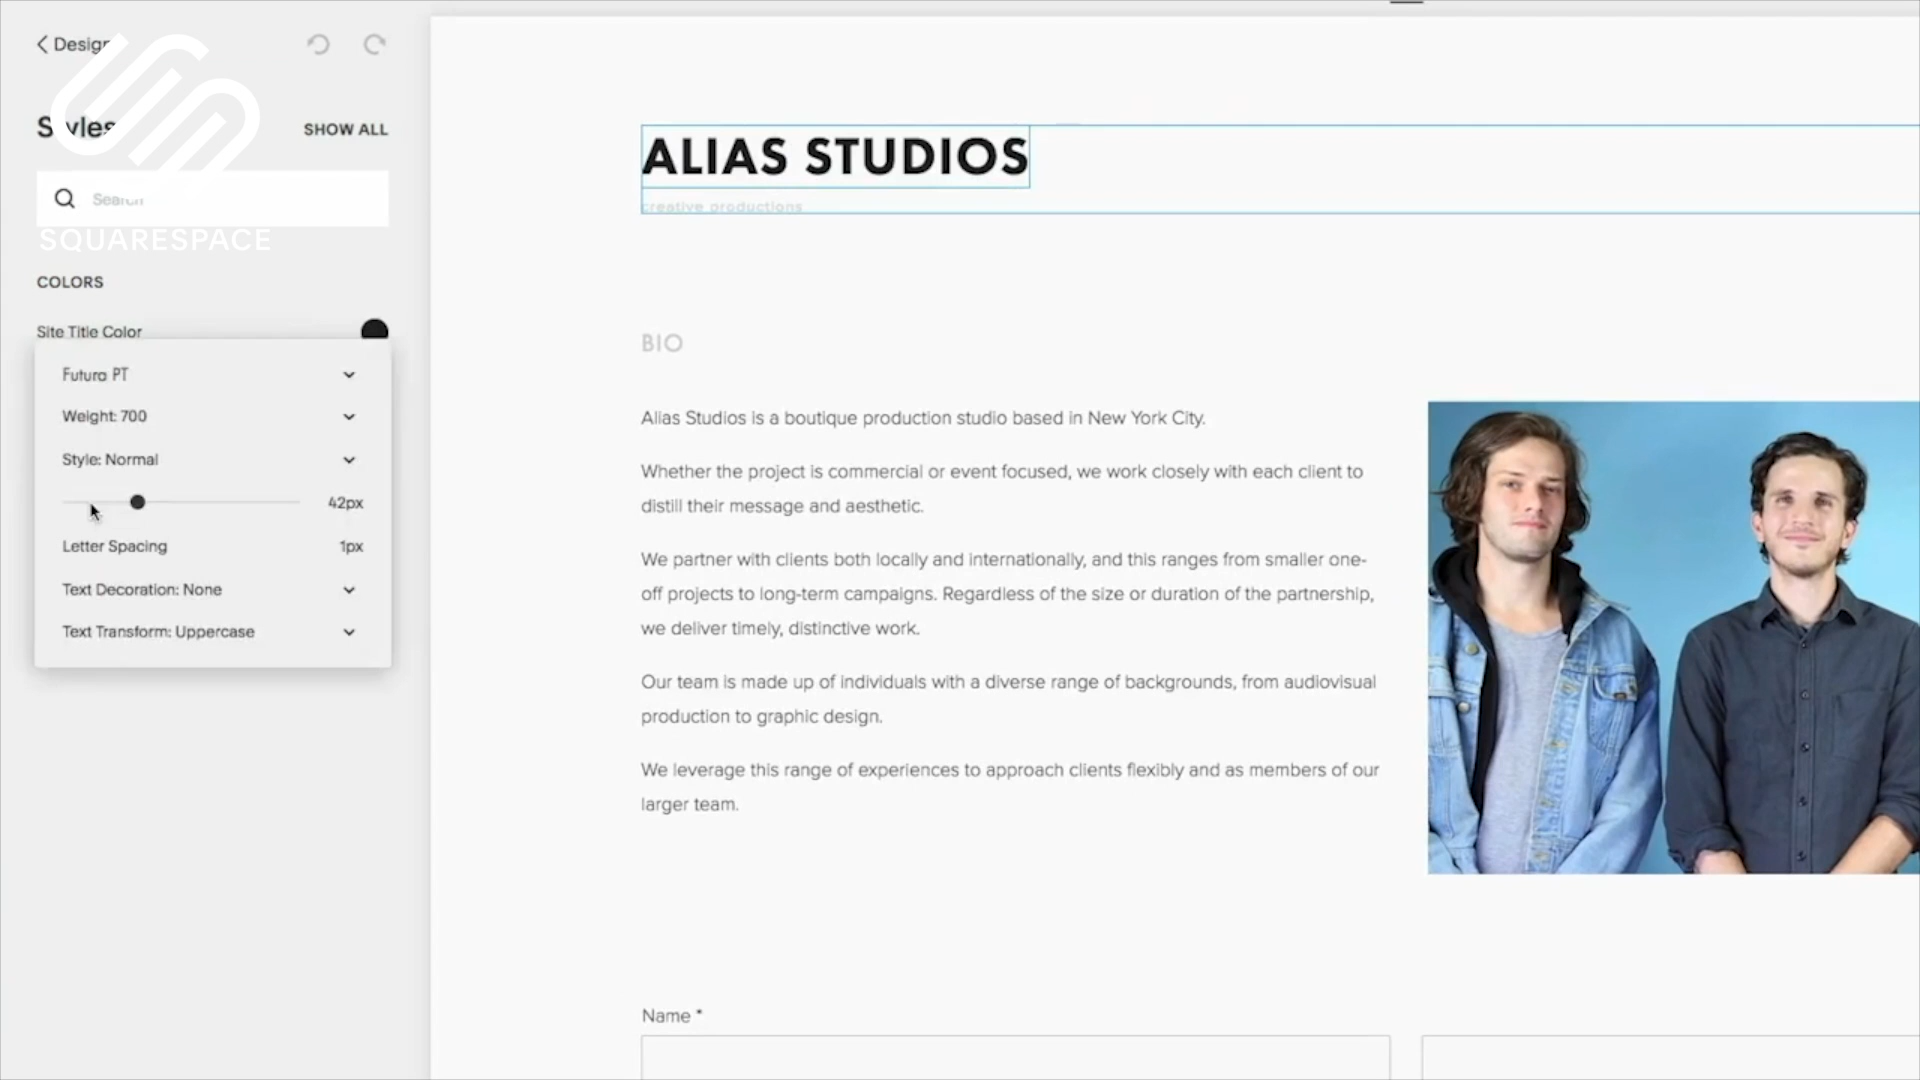 Design
Styles
SHOW ALL
Search
SQUARESPACE
COLORS
Site Title Color
Futura PT
Weight: 700
Style: Normal
42px
Letter Spacing
1px
Text Decoration: None
Text Transform: Uppercase
ALIAS STUDIOS
creative productions
BIO
Alias Studios is a boutique production studio based in New York City.
Whether the project is commercial or event focused, we work closely with each client to
distill their message and aesthetic.
We partner with clients both locally and internationally, and this ranges from smaller one-
off projects to long-term campaigns. Regardless of the size or duration of the partnership,
we deliver timely, distinctive work.
Our team is made up of individuals with a diverse range of backgrounds, from audiovisual
production to graphic design.
We leverage this range of experiences to approach clients flexibly and as members of our
larger team.
Name *